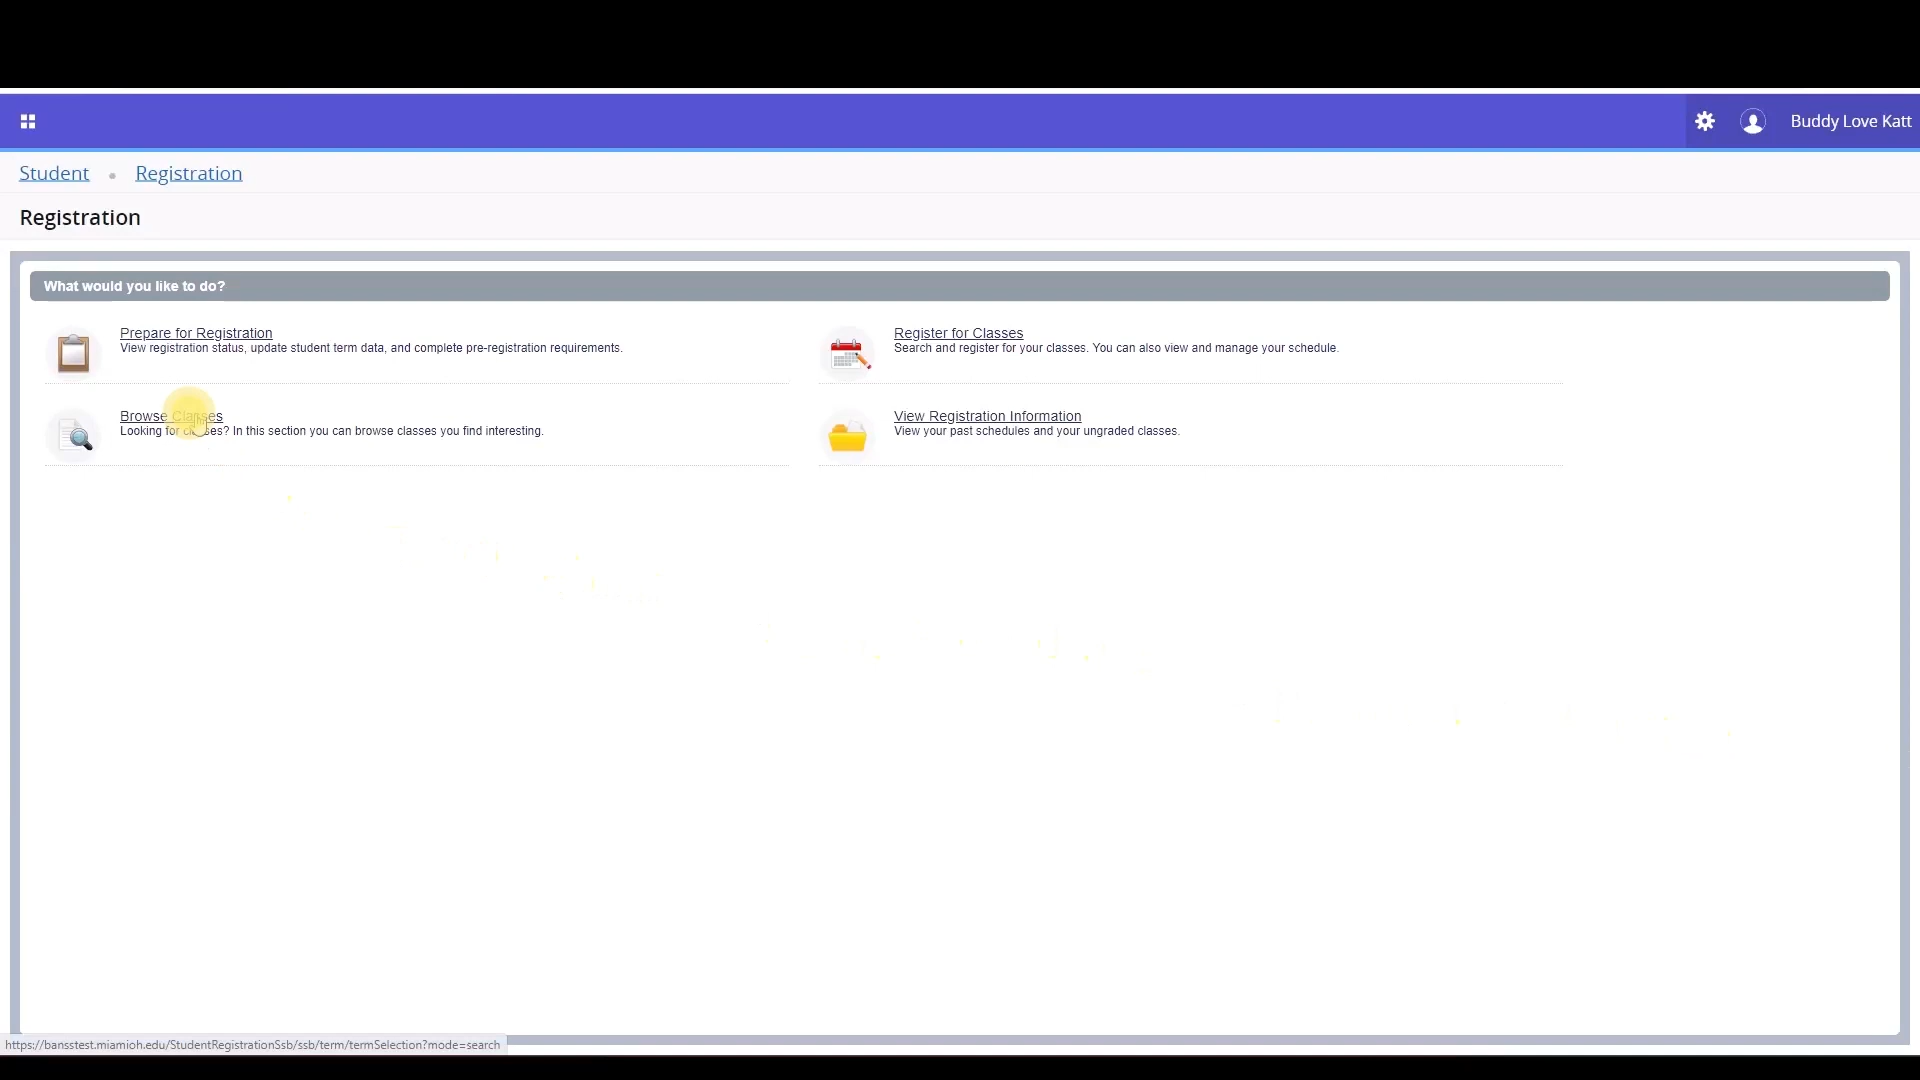 Buddy Love Katt
Student Registration
Registration
What would you like to do?
Prepare for Registration
View registration status, update student term data, and complete pre-registration requirements.
Register for Classes
Search and register for your classes. You can also view and manage your schedule.
Browse Classes
Looking for classes? In this section you can browse classes you find interesting.
View Registration Information
View your past schedules and your ungraded classes.
https://bansstest.miamioh.edu/StudentRegistrationSsb/ssb/term/termSelection?mode=search